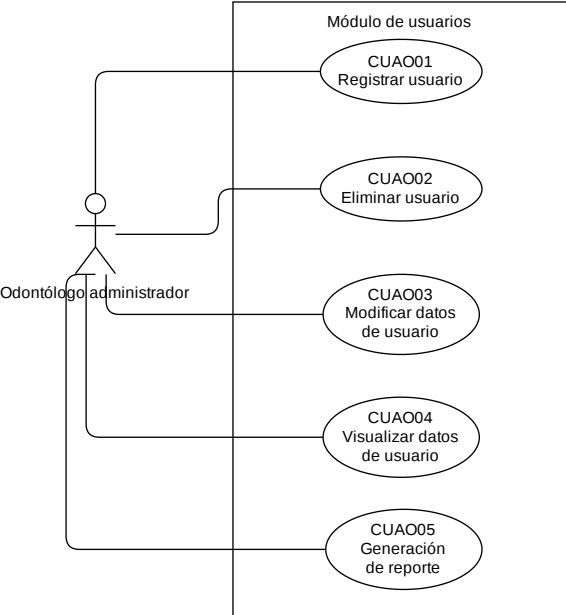 Módulo de usuarios
CUAO01
Registrar usuario
CUAO02
Eliminar usuario
Odontólogo administrador
CUAO03
Modificar datos
de usuario
CUAO04
Visualizar datos
de usuario
CUAO05
Generación
de reporte